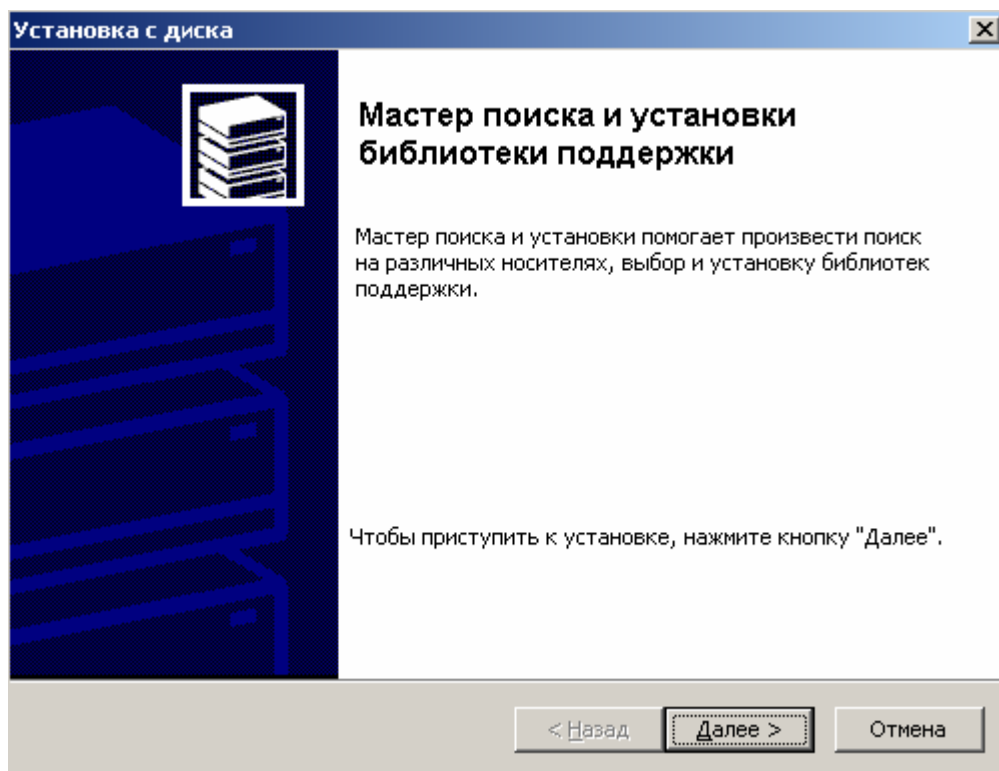 Установка с диска
Мастер поиска и установки
библиотеки поддержки
Мастер поиска и установки помогает произвести поиск
на различных носителях, выбор и установку библиотек
поддержки.
Чтобы приступить к установке, нажмите кнопку "Далее".
< Назад
Далее >
Отмена